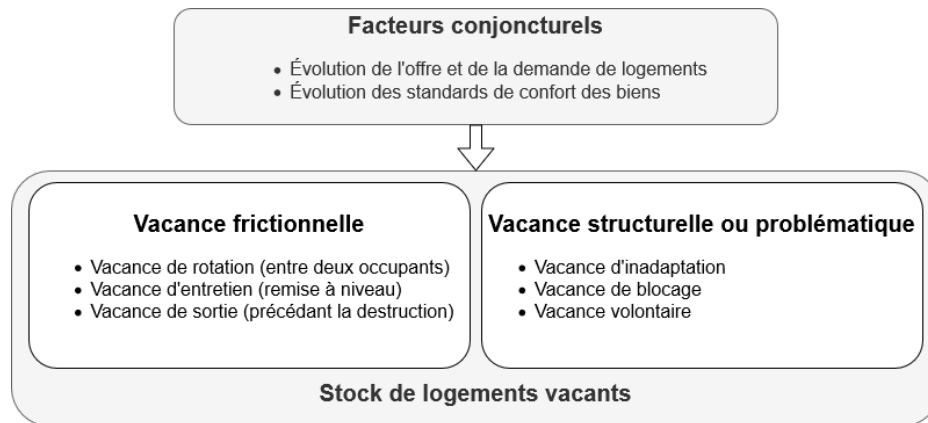 Facteurs conjoncturels
• Évolution de l'offre et de la demande de logements
• Évolution des standards de confort des biens
Vacance frictionnelle
• Vacance de rotation (entre deux occupants)
• Vacance d'entretien (remise à niveau)
• Vacance de sortie (précédant la destruction)
Vacance structurelle ou problématique
• Vacance d'inadaptation
• Vacance de blocage
• Vacance volontaire
Stock de logements vacants